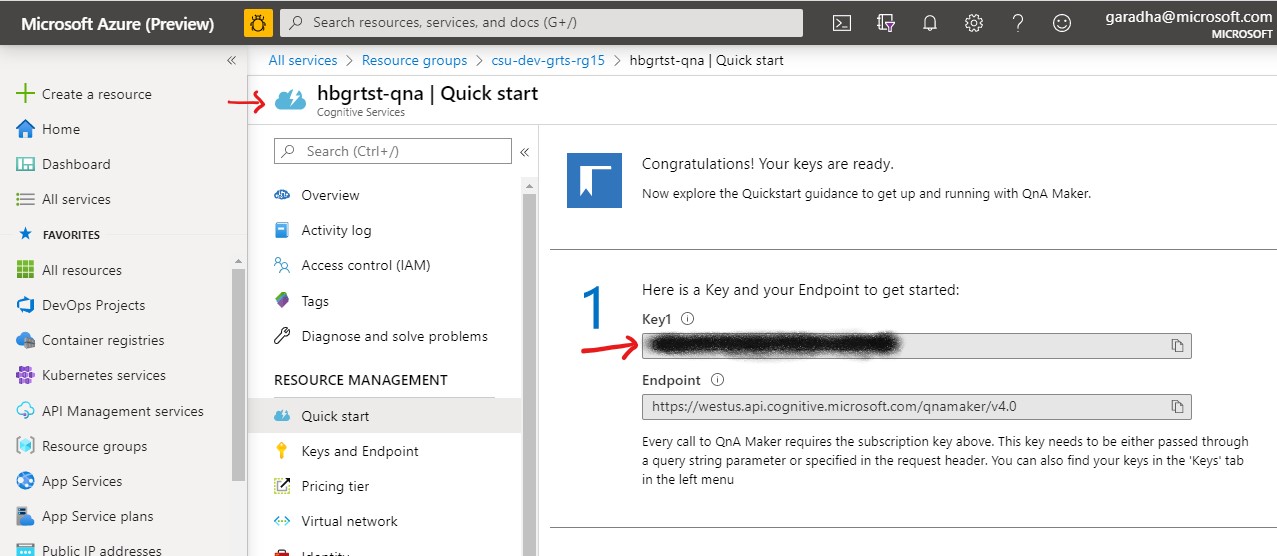 Microsoft Azure (Preview)
Search resources, services, and docs (G+/)
garadha@microsoft.com
MICROSOFT
«
All services > Resource groups > csu-dev-grts-rg15 > hbgrtst-qna | Quick start
hbgrtst-qna | Quick start
Cognitive Services
Create a resource
Home
Dashboard
All services
FAVORITES
All resources
DevOps Projects
Container registries
Kubernetes services
API Management services
Resource groups
App Services
App Service plans
Public IP addresses
Search (Ctrl+/)
«
Overview
Activity log
Access control (IAM)
Tags
Diagnose and solve problems
RESOURCE MANAGEMENT
Quick start
Keys and Endpoint
Pricing tier
Virtual network
Identity
Congratulations! Your keys are ready.
Now explore the Quickstart guidance to get up and running with QnA Maker.
1
Here is a Key and your Endpoint to get started:
Key1
Endpoint
https://westus.api.cognitive.microsoft.com/qnamaker/v4.0
Every call to QnA Maker requires the subscription key above. This key needs to be either passed through
a query string parameter or specified in the request header. You can also find your keys in the 'Keys' tab
in the left menu